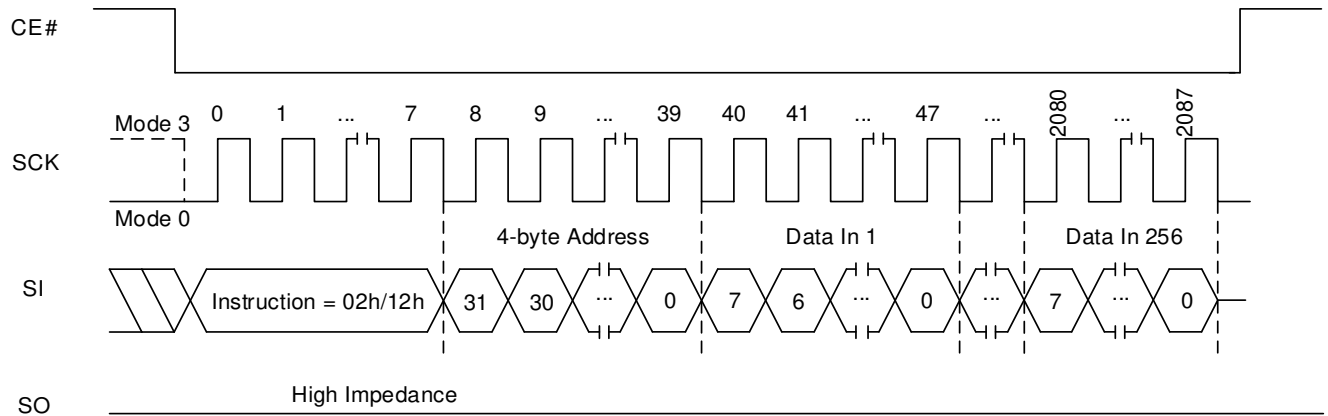 CE#
0 1 ... 7 8 9 ... 39 40 41 ... 47 ... 2080 ... 2087
Mode 3
SCK
Mode 0
4-byte Address Data In 1 Data In 256
SI Instruction = 02h/12h 31 30 ... 0 7 6 ... 0 ... 7 ... 0
High Impedance
SO